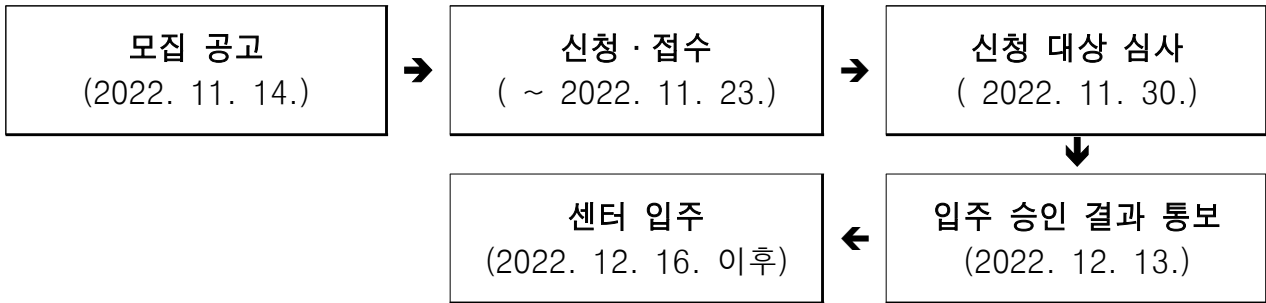 모집 공고
(2022. 11. 14.)
➔
신청·접수
( ~ 2022. 11. 23.)
➔
신청 대상 심사
( 2022. 11. 30.)
🡻
입주 승인 결과 통보
(2022. 12. 13.)
🡸
센터 입주
(2022. 12. 16. 이후)